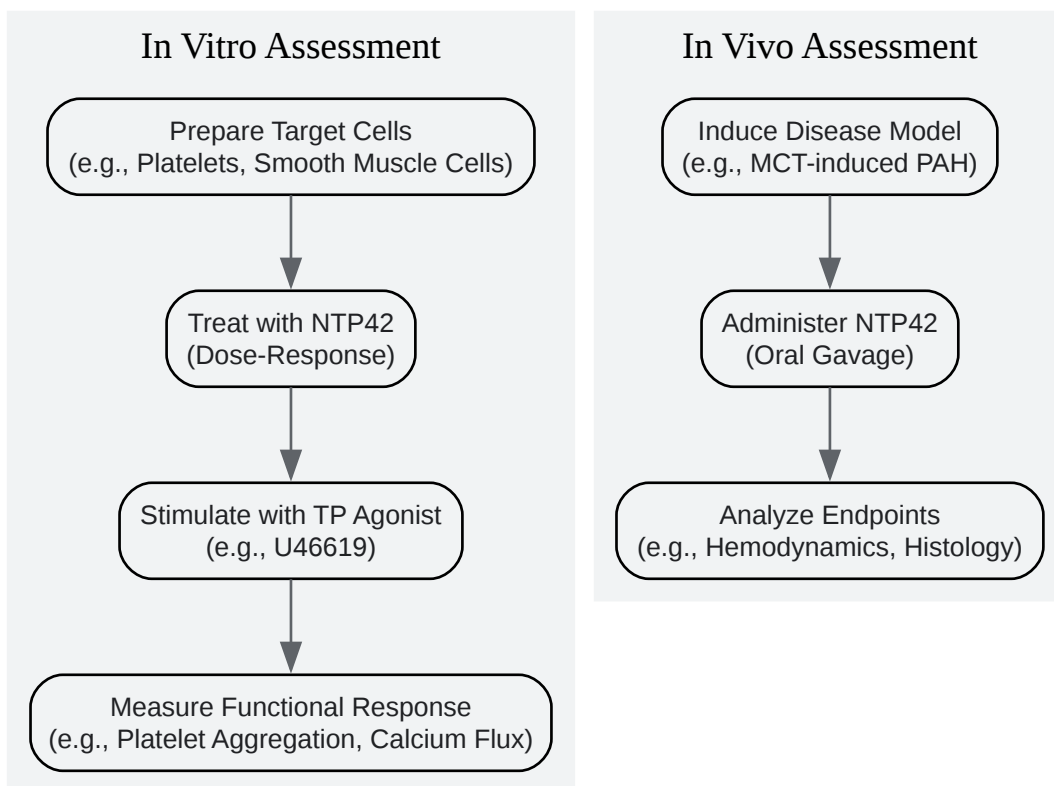 In Vitro Assessment
Prepare Target Cells
(e.g., Platelets, Smooth Muscle Cells)
Treat with NTP42
(Dose-Response)
Stimulate with TP Agonist
(e.g., U46619)
Measure Functional Response
(e.g., Platelet Aggregation, Calcium Flux)
In Vivo Assessment
Induce Disease Model
(e.g., MCT-induced PAH)
Administer NTP42
(Oral Gavage)
Analyze Endpoints
(e.g., Hemodynamics, Histology)